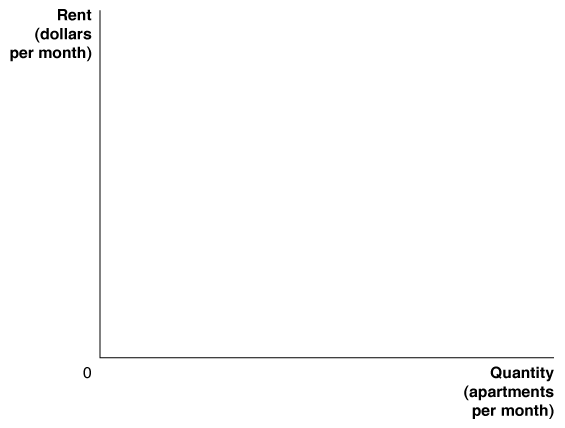 Rent
(dollars
per month)
0
Quantity
(apartments
per month)